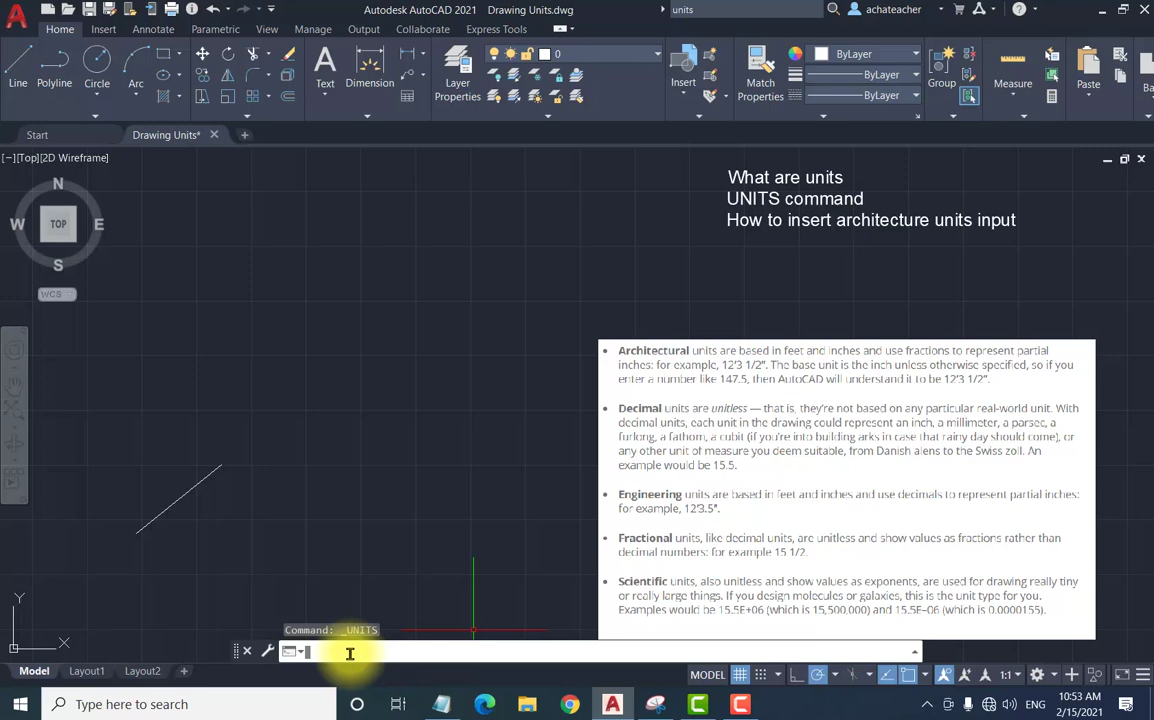 Autodesk AutoCAD 2021 Drawing Units.dwg
units
achateacher
Home Insert Annotate Parametric View Manage Output Collaborate Express Tools
Line Polyline Circle Arc Text Dimension Layer Properties Insert Match Properties Group Measure Paste
0
ByLayer
ByLayer
ByLayer
Start Drawing Units*
[−][Top][2D Wireframe]
N
W TOP E
S
WCS
What are units
UNITS command
How to insert architecture units input
• Architectural units are based in feet and inches and use fractions to represent partial
inches: for example, 12'3 1/2". The base unit is the inch unless otherwise specified, so if you
enter a number like 147.5, then AutoCAD will understand it to be 12'3 1/2".
• Decimal units are unitless — that is, they're not based on any particular real-world unit. With
decimal units, each unit in the drawing could represent an inch, a millimeter, a parsec, a
furlong, a fathom, a cubit (if you're into building arks in case that rainy day should come), or
any other unit of measure you deem suitable, from Danish alens to the Swiss zoll. An
example would be 15.5.
• Engineering units are based in feet and inches and use decimals to represent partial inches:
for example, 12'3.5".
• Fractional units, like decimal units, are unitless and show values as fractions rather than
decimal numbers: for example 15 1/2.
• Scientific units, also unitless and show values as exponents, are used for drawing really tiny
or really large things. If you design molecules or galaxies, this is the unit type for you.
Examples would be 15.5E+06 (which is 15,500,000) and 15.5E–06 (which is 0.0000155).
Y
X
Command: _UNITS
Model Layout1 Layout2
MODEL 1:1
Type here to search
ENG
10:53 AM
2/15/2021